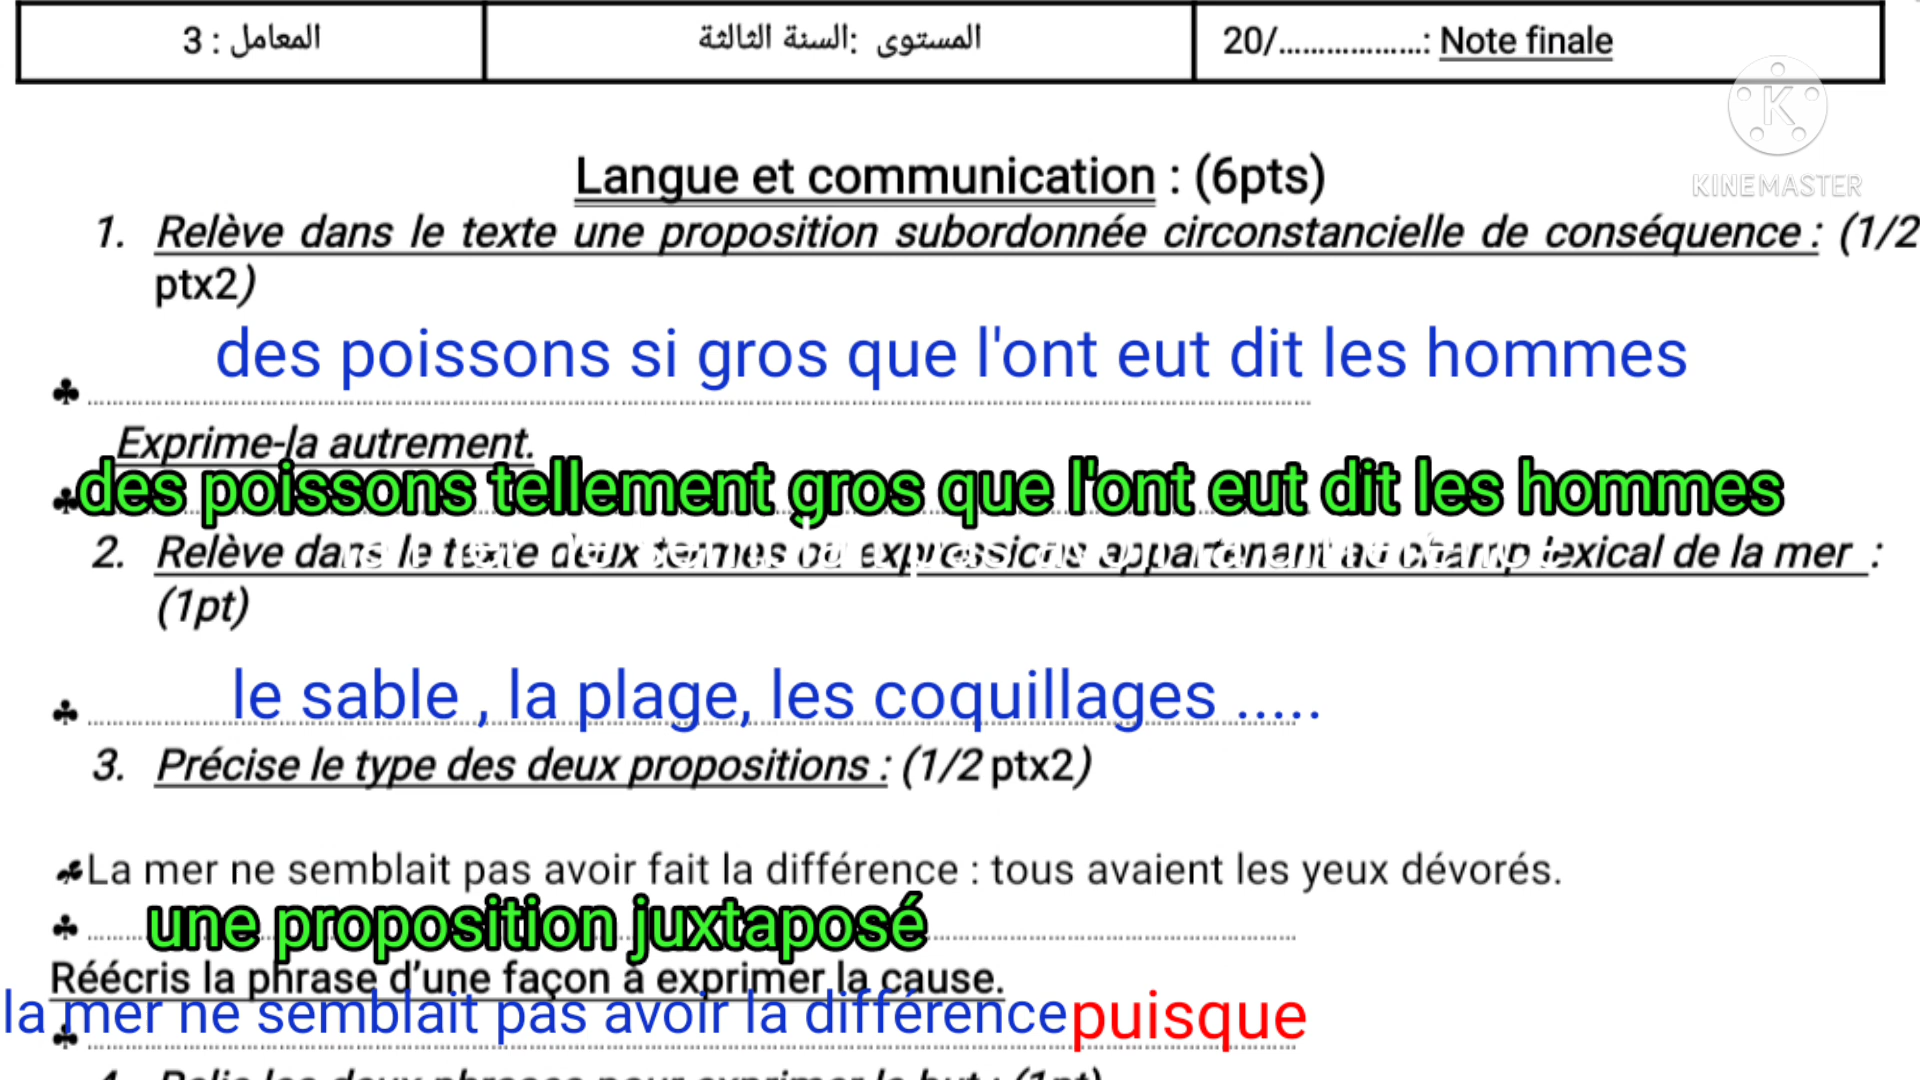 المعامل : 3
المستوى :السنة الثالثة
20/.................: Note finale
KINEMASTER
Langue et communication : (6pts)
1. Relève dans le texte une proposition subordonnée circonstancielle de conséquence : (1/2
ptx2)
des poissons si gros que l'ont eut dit les hommes
Exprime-la autrement.
des poissons tellement gros que l'ont eut dit les hommes
2. Relève dans le texte deux termes ou expressions appartenant au champ lexical de la mer :
(1pt)
le sable , la plage, les coquillages .....
3. Précise le type des deux propositions : (1/2 ptx2)
La mer ne semblait pas avoir fait la différence : tous avaient les yeux dévorés.
une proposition juxtaposé
Réécris la phrase d’une façon à exprimer la cause.
la mer ne semblait pas avoir la différence puisque